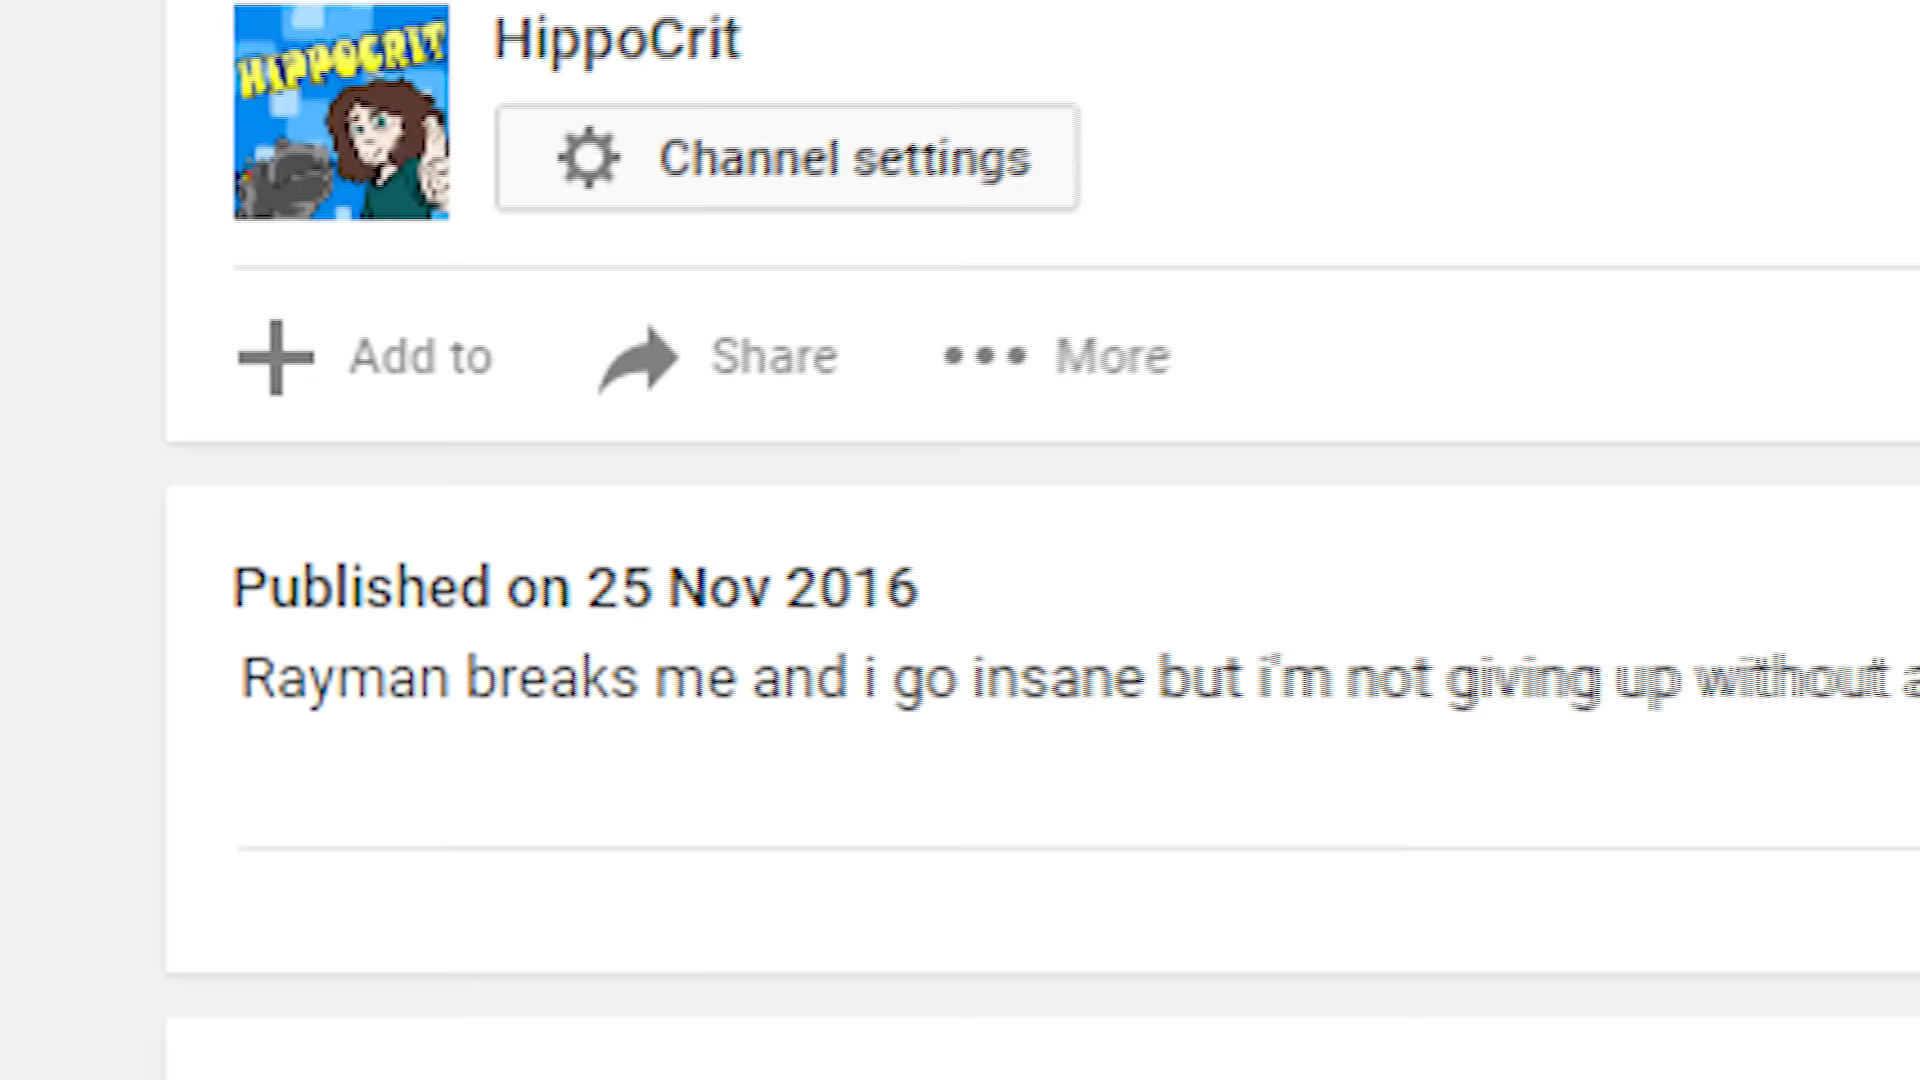 HIPPOCRIT
HippoCrit
Channel settings
Add to
Share
More
Published on 25 Nov 2016
Rayman breaks me and i go insane but i'm not giving up without a